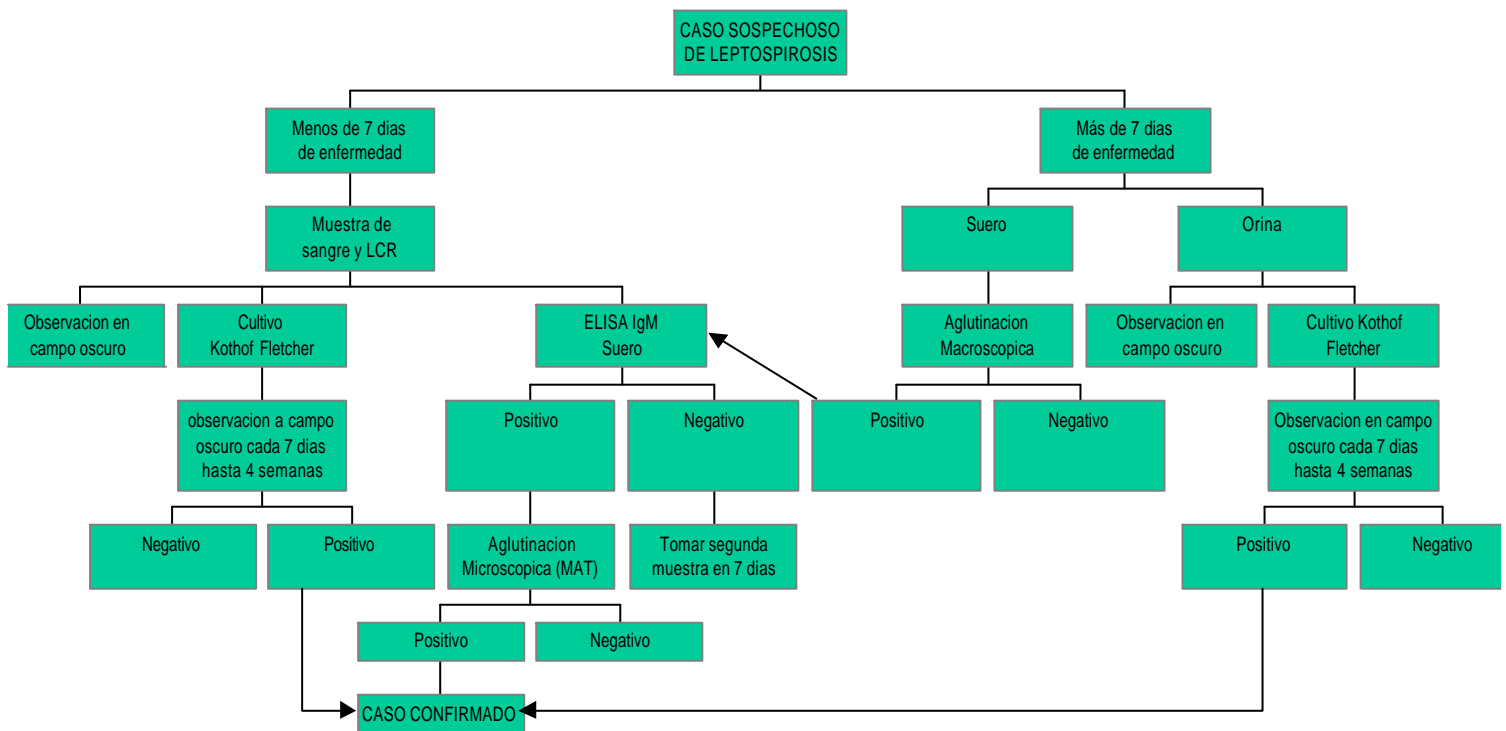 CASO SOSPECHOSO
DE LEPTOSPIROSIS
Menos de 7 dias
de enfermedad
Más de 7 dias
de enfermedad
Muestra de
sangre y LCR
Suero
Orina
Observacion en
campo oscuro
Cultivo
Kothof Fletcher
ELISA IgM
Suero
Aglutinacion
Macroscopica
Observacion en
campo oscuro
Cultivo Kothof
Fletcher
observacion a campo
oscuro cada 7 dias
hasta 4 semanas
Positivo
Negativo
Positivo
Negativo
Observacion en campo
oscuro cada 7 dias
hasta 4 semanas
Negativo
Positivo
Aglutinacion
Microscopica (MAT)
Tomar segunda
muestra en 7 dias
Positivo
Negativo
Positivo
Negativo
CASO CONFIRMADO